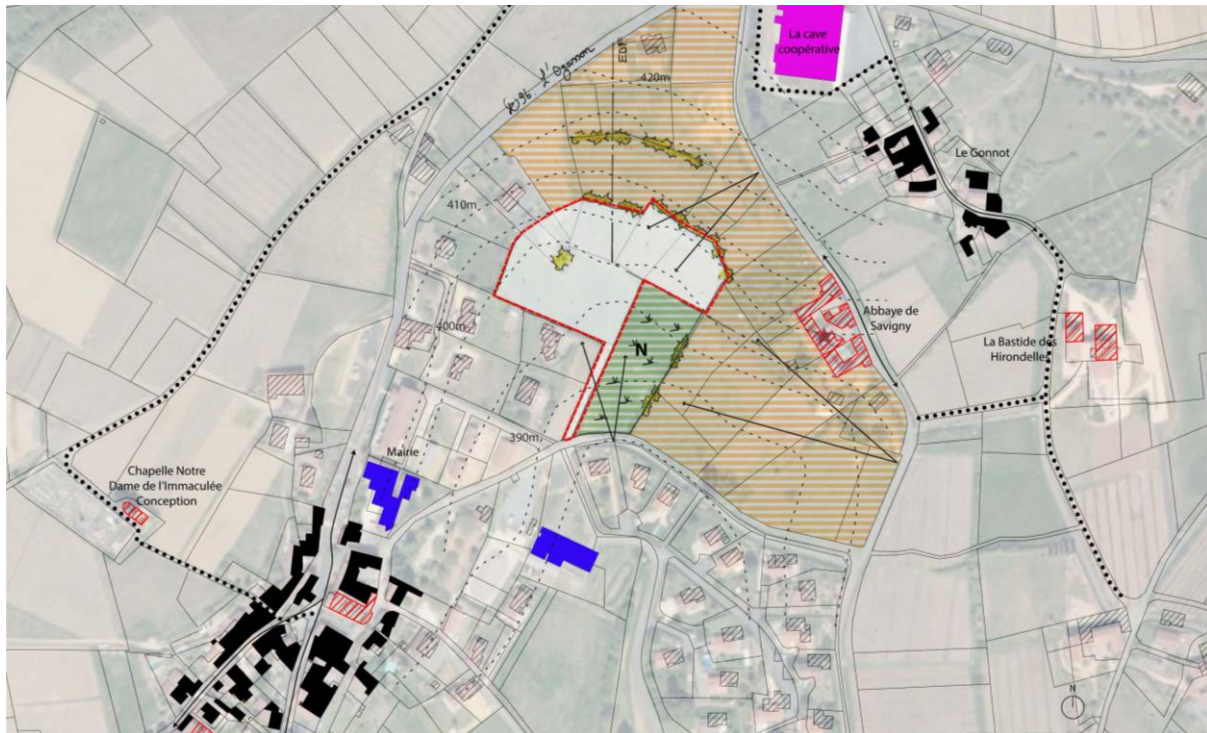 La cave
coopérative
EDF
420m
Le Gonnot
410m
Abbaye de
Savigny
La Bastide des
Hirondelles
400m
N
390m
Mairie
Chapelle Notre
Dame de l'Immaculée
Conception
N